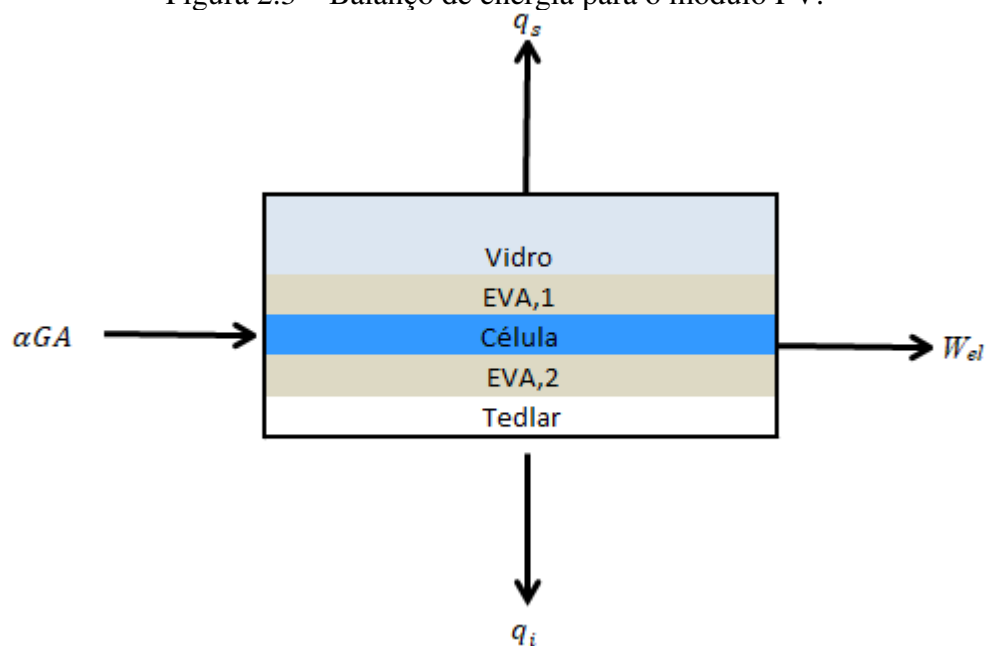 Figura 2.3 – Balanço de energia para o módulo PV.
q_s
Vidro
EVA,1
αGA
Célula
W_el
EVA,2
Tedlar
q_i